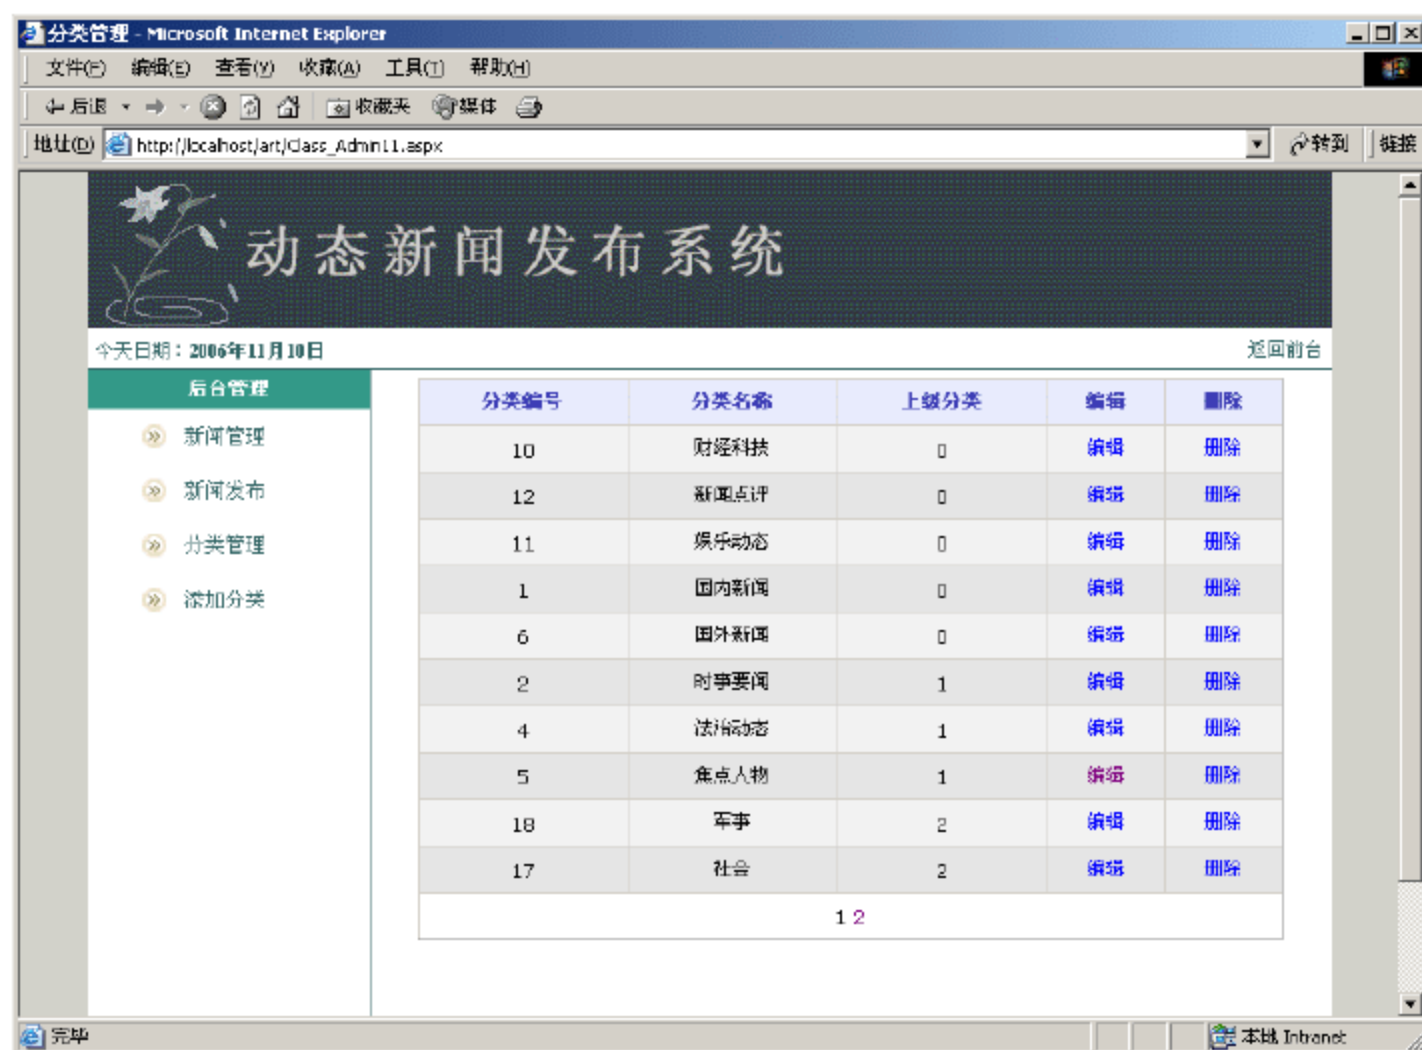 分类管理 - Microsoft Internet Explorer
文件(F) 编辑(E) 查看(V) 收藏(A) 工具(T) 帮助(H)
后退 收藏夹 媒体
地址(D) http://localhost/art/Class_Admin11.aspx 转到 链接
动态新闻发布系统
今天日期：2006年11月10日 返回前台
后台管理
新闻管理
新闻发布
分类管理
添加分类
分类编号 分类名称 上级分类 编辑 删除
10 财经科技 0 编辑 删除
12 新闻点评 0 编辑 删除
11 娱乐动态 0 编辑 删除
1 国内新闻 0 编辑 删除
6 国外新闻 0 编辑 删除
2 时事要闻 1 编辑 删除
4 法治动态 1 编辑 删除
5 焦点人物 1 编辑 删除
18 军事 2 编辑 删除
17 社会 2 编辑 删除
1 2
完毕 本地 Intranet